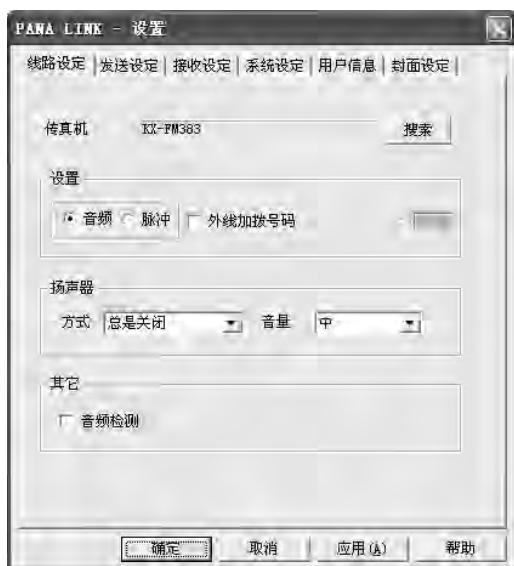 PANA LINK - 设置
线路设定 发送设定 接收设定 系统设定 用户信息 封面设定
传真机 KX-FM383 搜索
设置
音频 脉冲 外线加拨号码 -
扬声器
方式 总是关闭 音量 中
其它
音频检测
确定 取消 应用(A) 帮助